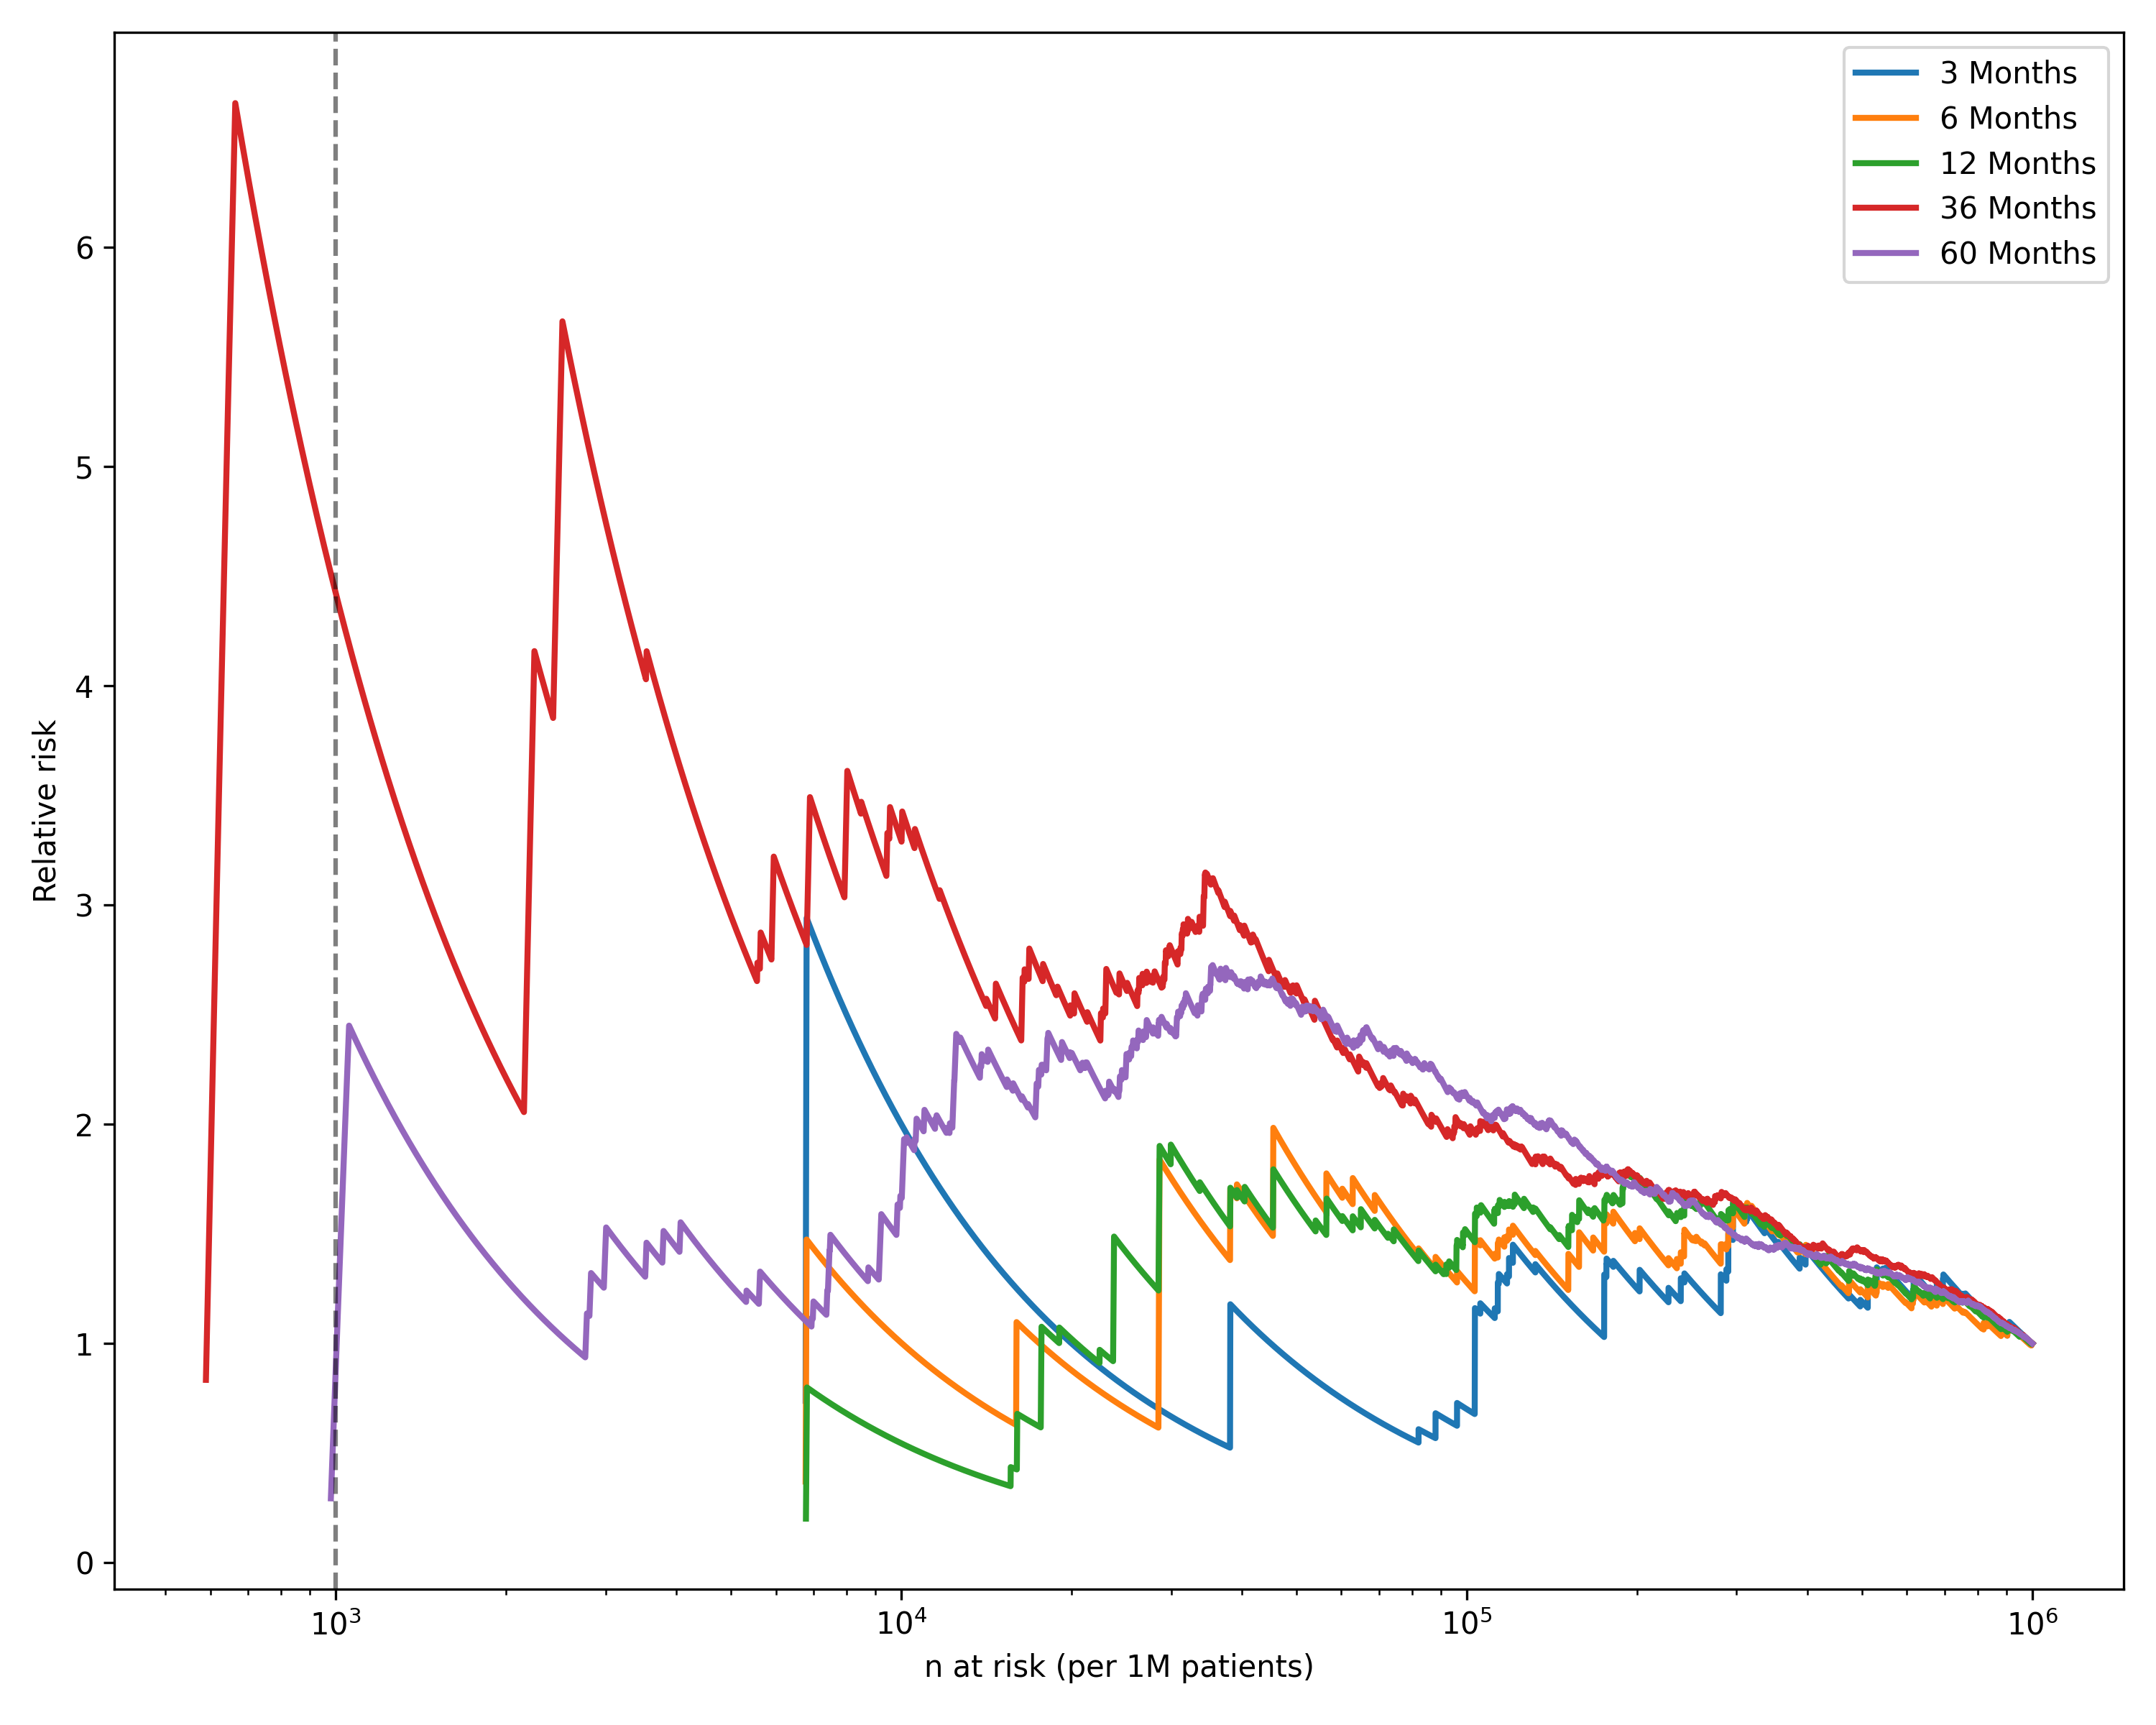 3 Months
6 Months
12 Months
36 Months
60 Months
Relative risk
6
5
4
3
2
1
0
10³ 10⁴ 10⁵ 10⁶
n at risk (per 1M patients)